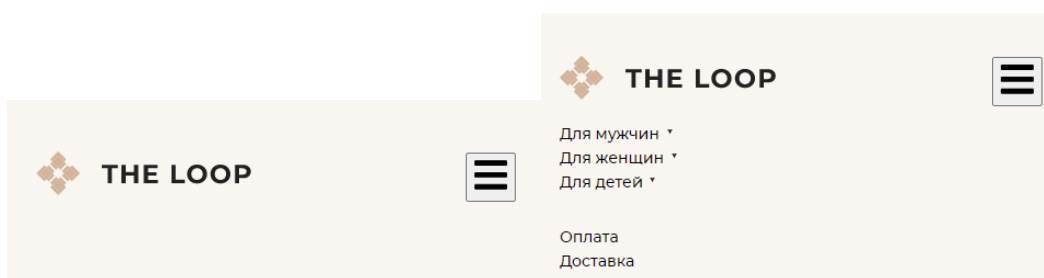 THE LOOP
THE LOOP
Для мужчин
Для женщин
Для детей
Оплата
Доставка